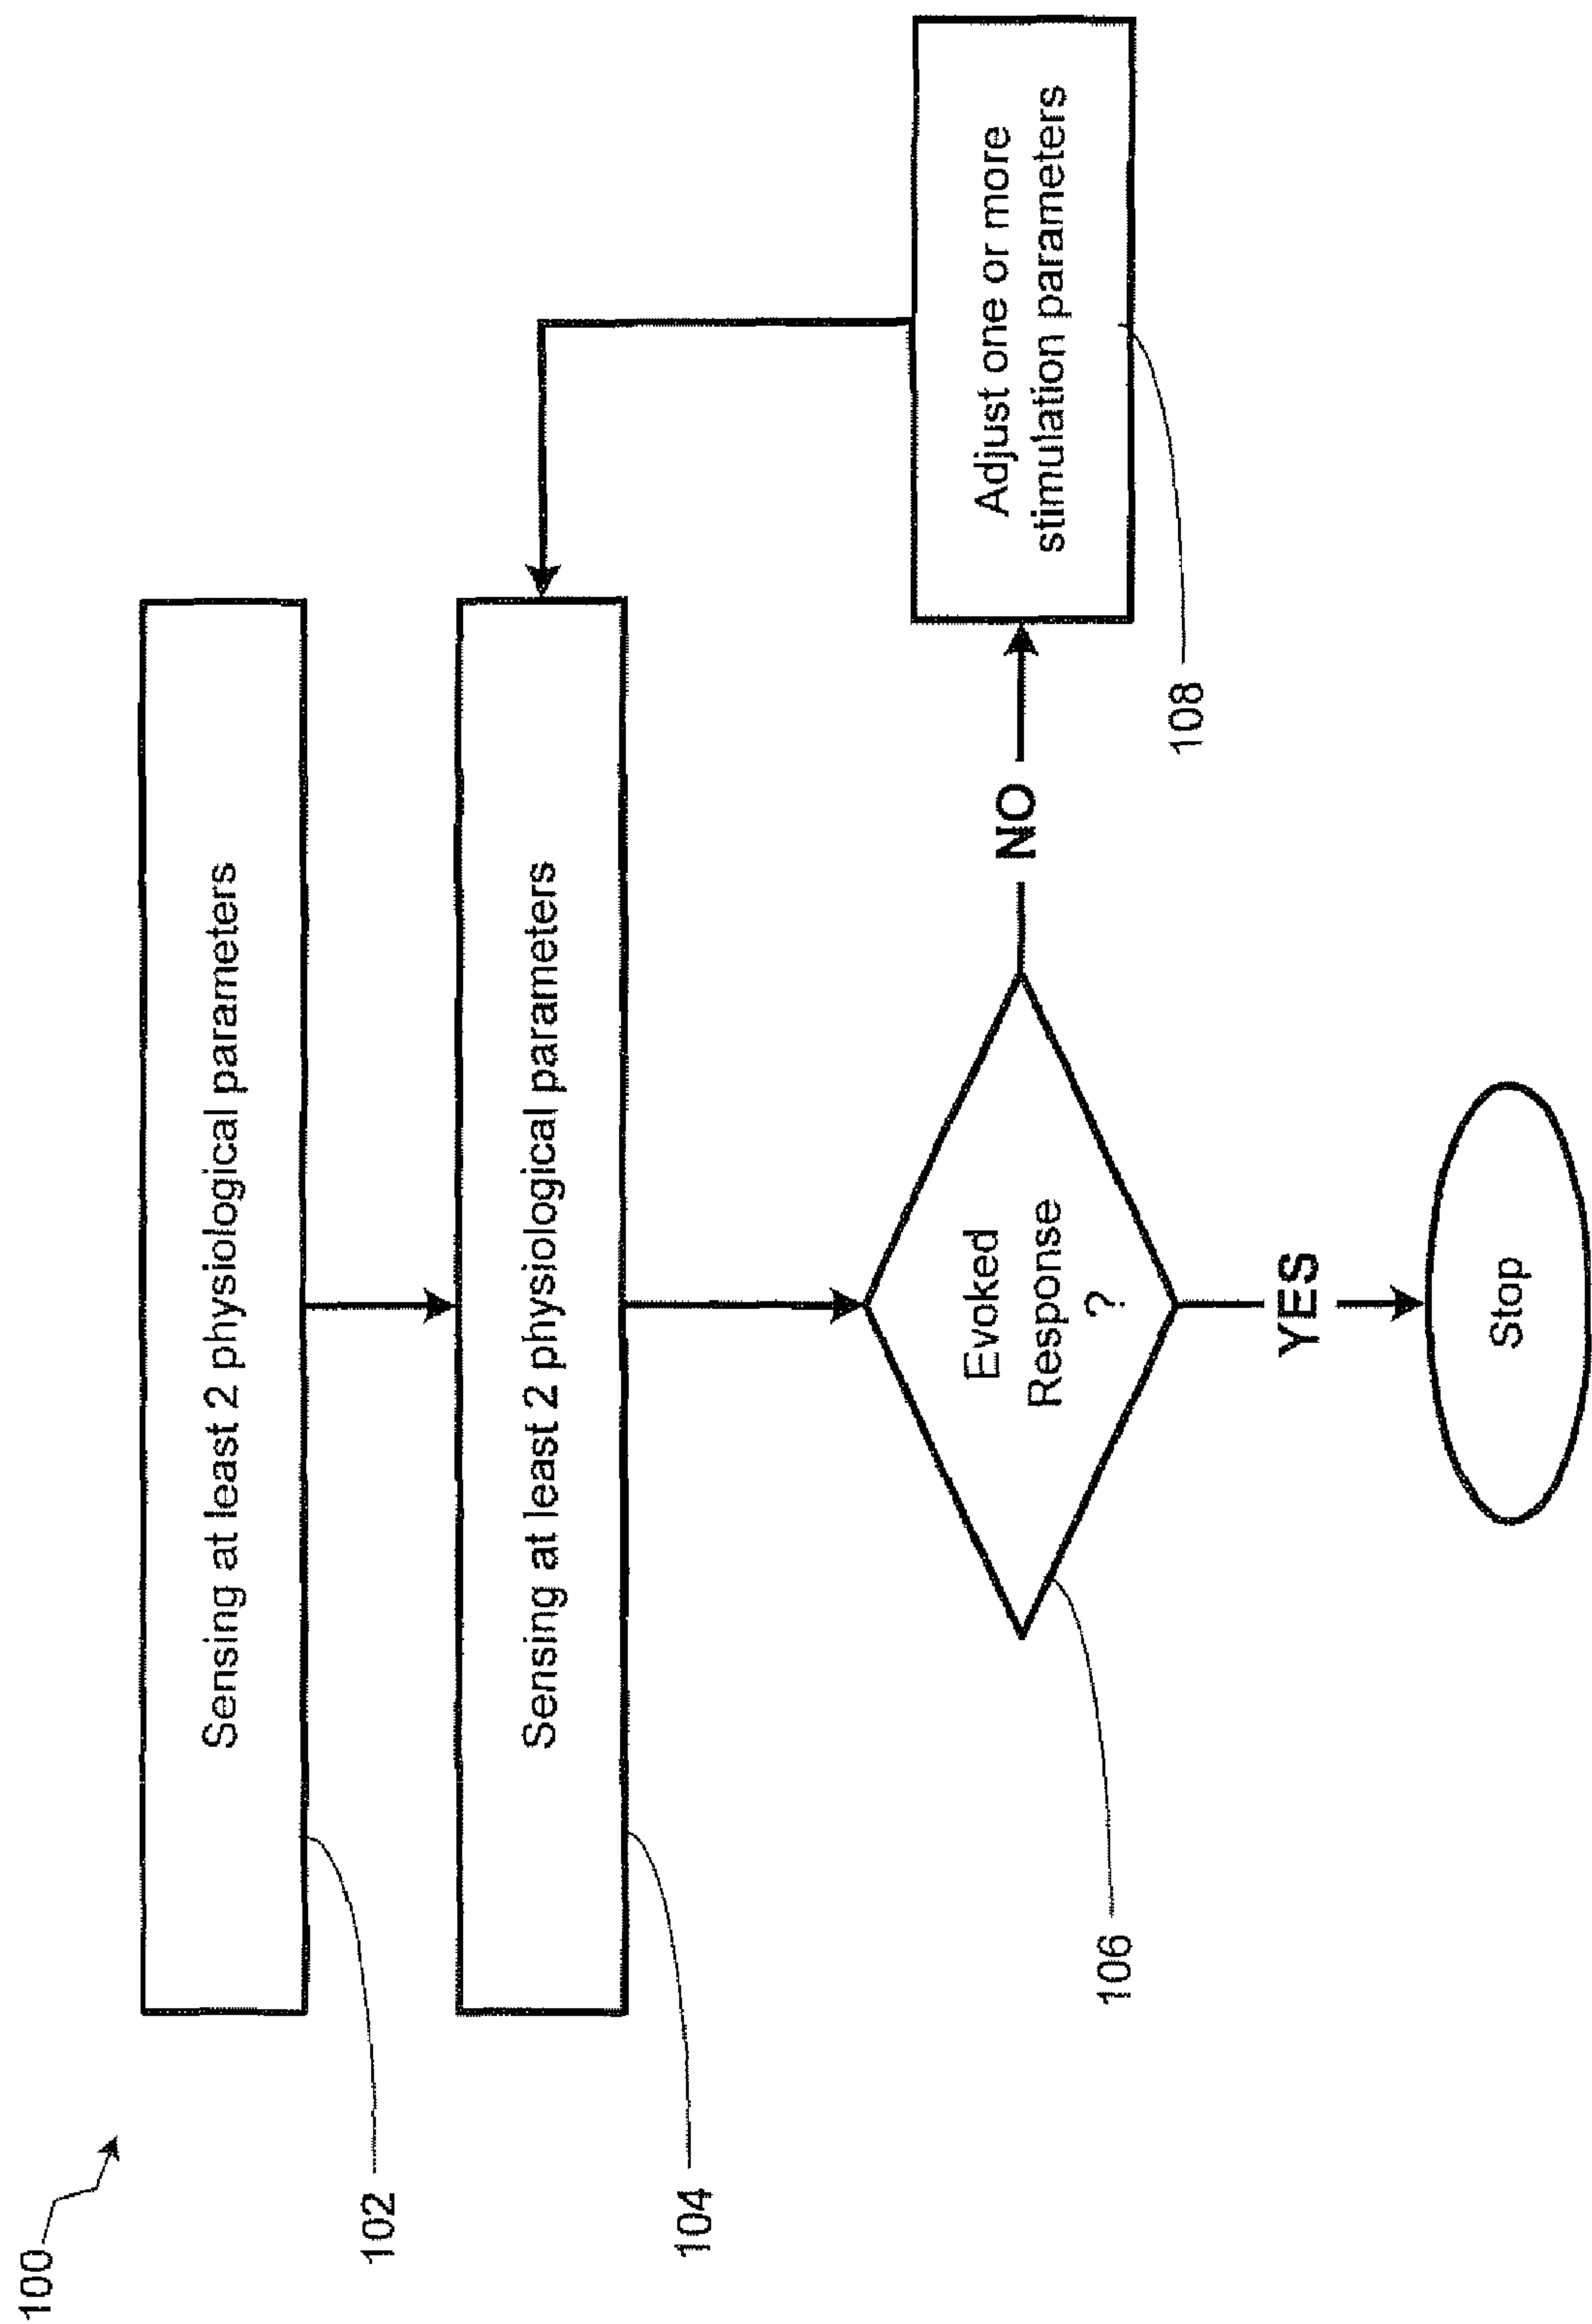 100
Sensing at least 2 physiological parameters
102
Sensing at least 2 physiological parameters
104
Evoked
Response
?
106
NO
Adjust one or more
stimulation parameters
108
YES
Stop